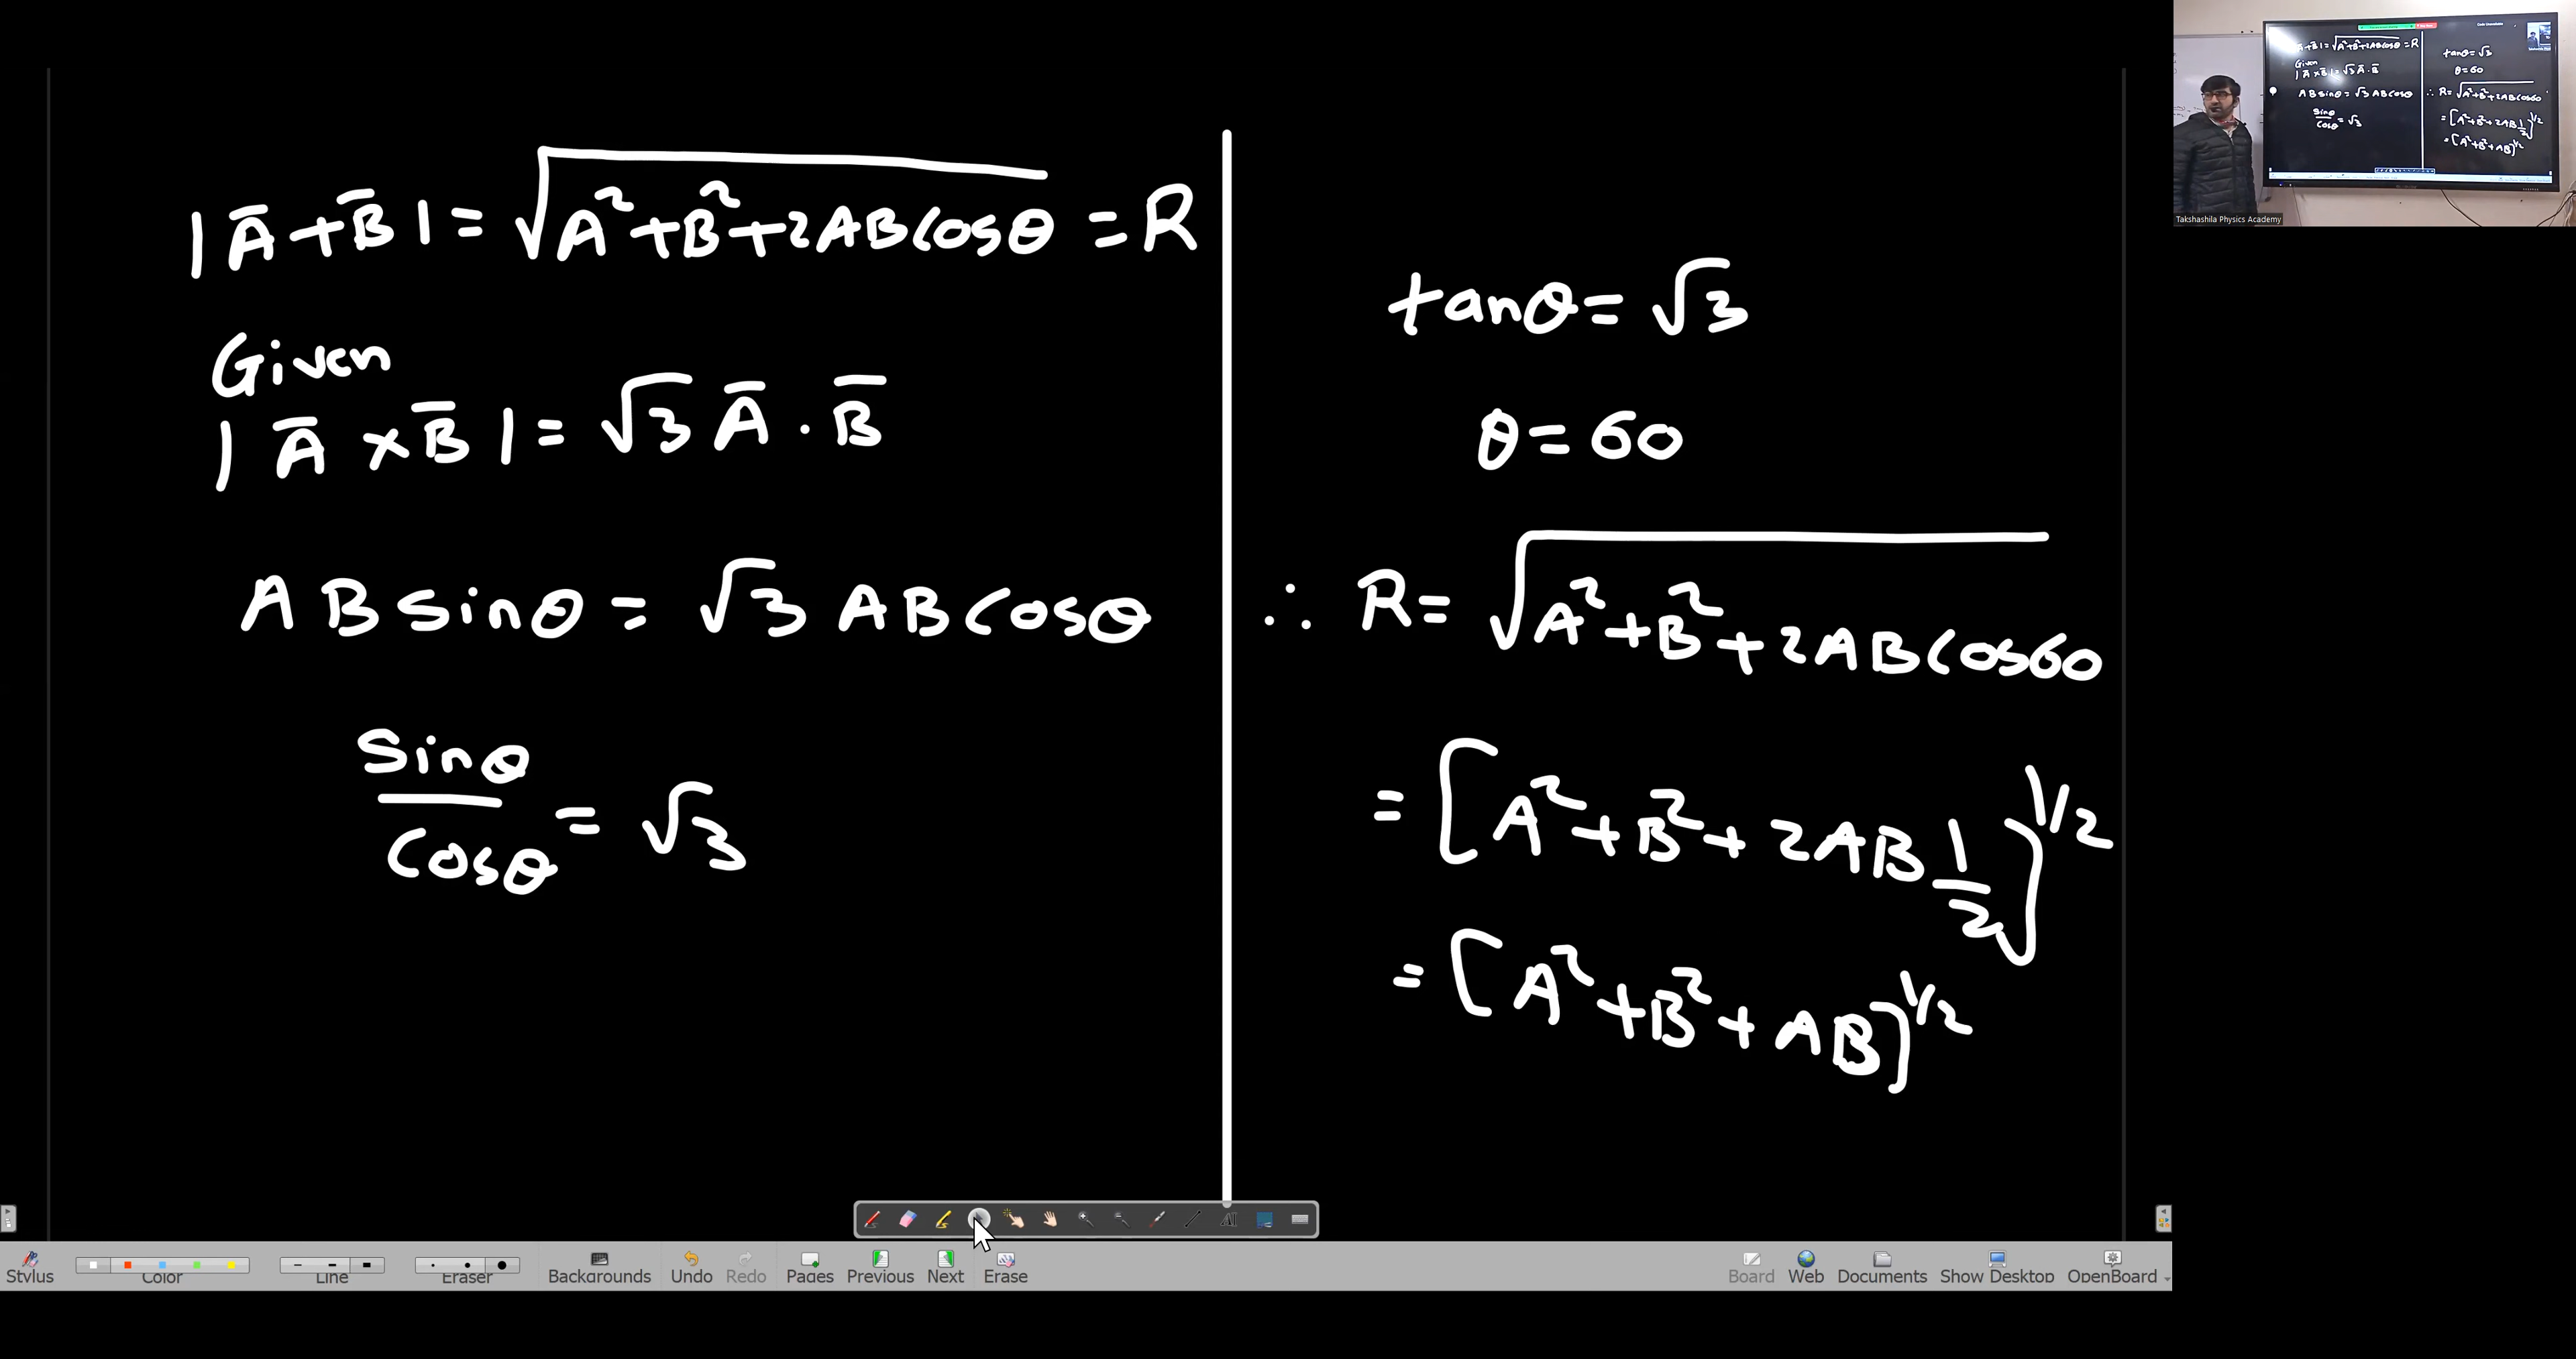 |A̅ + B̅| = √A²+B²+2ABcosθ = R
Given
|A̅ × B̅| = √3 A̅ . B̅
AB sinθ = √3 AB cosθ
sinθ
cosθ
= √3
tanθ = √3
θ = 60
∴ R = √A²+B²+2ABcos60
= [A²+B²+2AB 1/2]^1/2
= [A²+B²+AB]^1/2
Takshashila Physics Academy
Stylus
Color
Line
Eraser
Backgrounds
Undo
Redo
Pages
Previous
Next
Erase
Board
Web
Documents
Show Desktop
OpenBoard